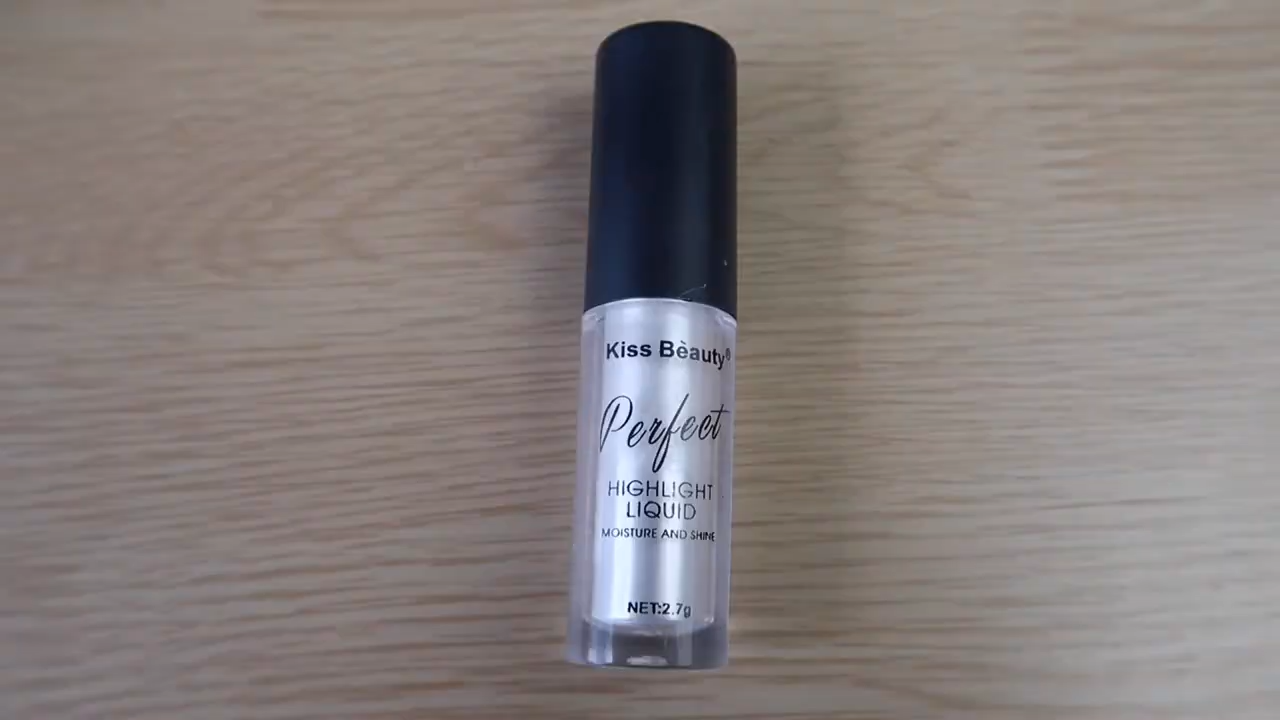 Kiss Bèauty®
Perfect
HIGHLIGHT
LIQUID
MOISTURE AND SHINE
NET:2.7g